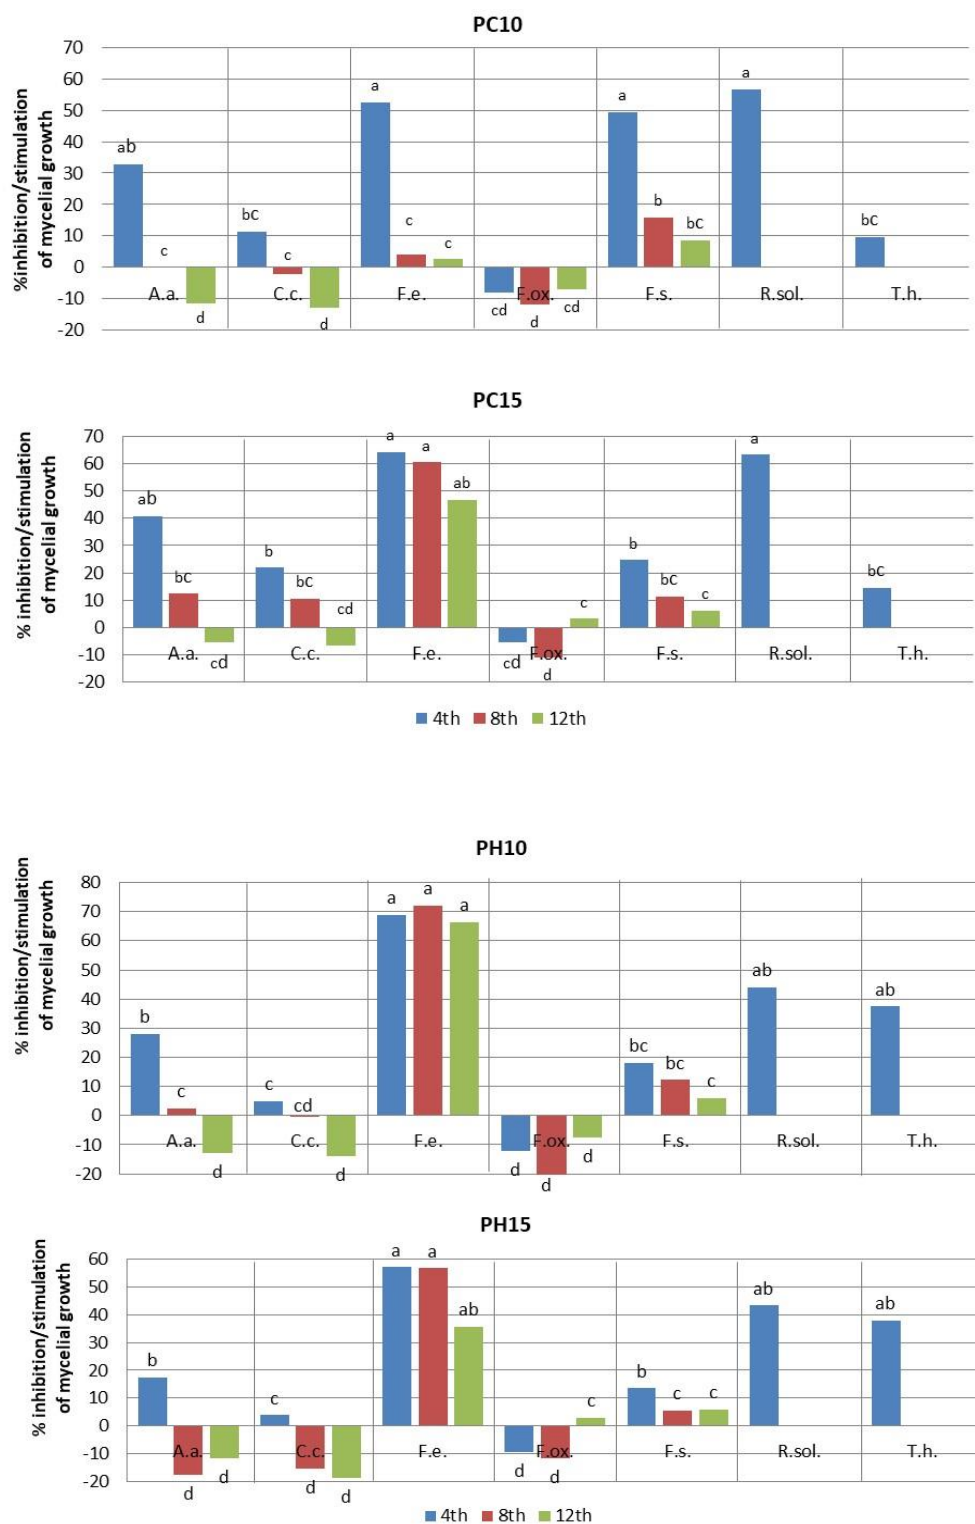 PC10
%inhibition/stimulation
of mycelial growth
70
60
50
40
30
20
10
0
-10
-20
ab
c
d
bC
c
d
a
c
c
cd
d
cd
a
b
bC
a
bC
A.a.
C.c.
F.e.
F.ox.
F.s.
R.sol.
T.h.
PC15
% inhibition/stimulation
of mycelial growth
70
60
50
40
30
20
10
0
-10
-20
ab
bC
cd
b
bC
cd
a
a
ab
cd
d
c
b
bC
c
a
bC
A.a.
C.c.
F.e.
F.ox.
F.s.
R.sol.
T.h.
4th 8th 12th
PH10
% inhibition/stimulation
of mycelial growth
80
70
60
50
40
30
20
10
0
-10
-20
b
c
d
c
cd
d
a
a
a
d
d
d
bc
bc
c
ab
ab
A.a.
C.c.
F.e.
F.ox.
F.s.
R.sol.
T.h.
PH15
% inhibition/stimulation
of mycelial growth
60
50
40
30
20
10
0
-10
-20
b
d
d
c
d
d
a
a
ab
d
d
c
b
c
c
ab
ab
A.a.
C.c.
F.e.
F.ox.
F.s.
R.sol.
T.h.
4th 8th 12th